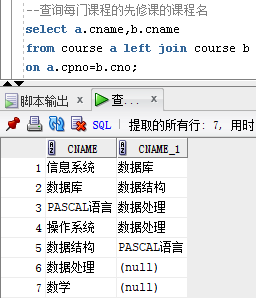 --查询每门课程的先修课的课程名
select a.cname,b.cname
from course a left join course b
on a.cpno=b.cno;
脚本输出 × 查... ×
SQL | 提取的所有行: 7, 用时
CNAME CNAME_1
1 信息系统 数据库
2 数据库 数据结构
3 PASCAL语言 数据处理
4 操作系统 数据处理
5 数据结构 PASCAL语言
6 数据处理 (null)
7 数学 (null)